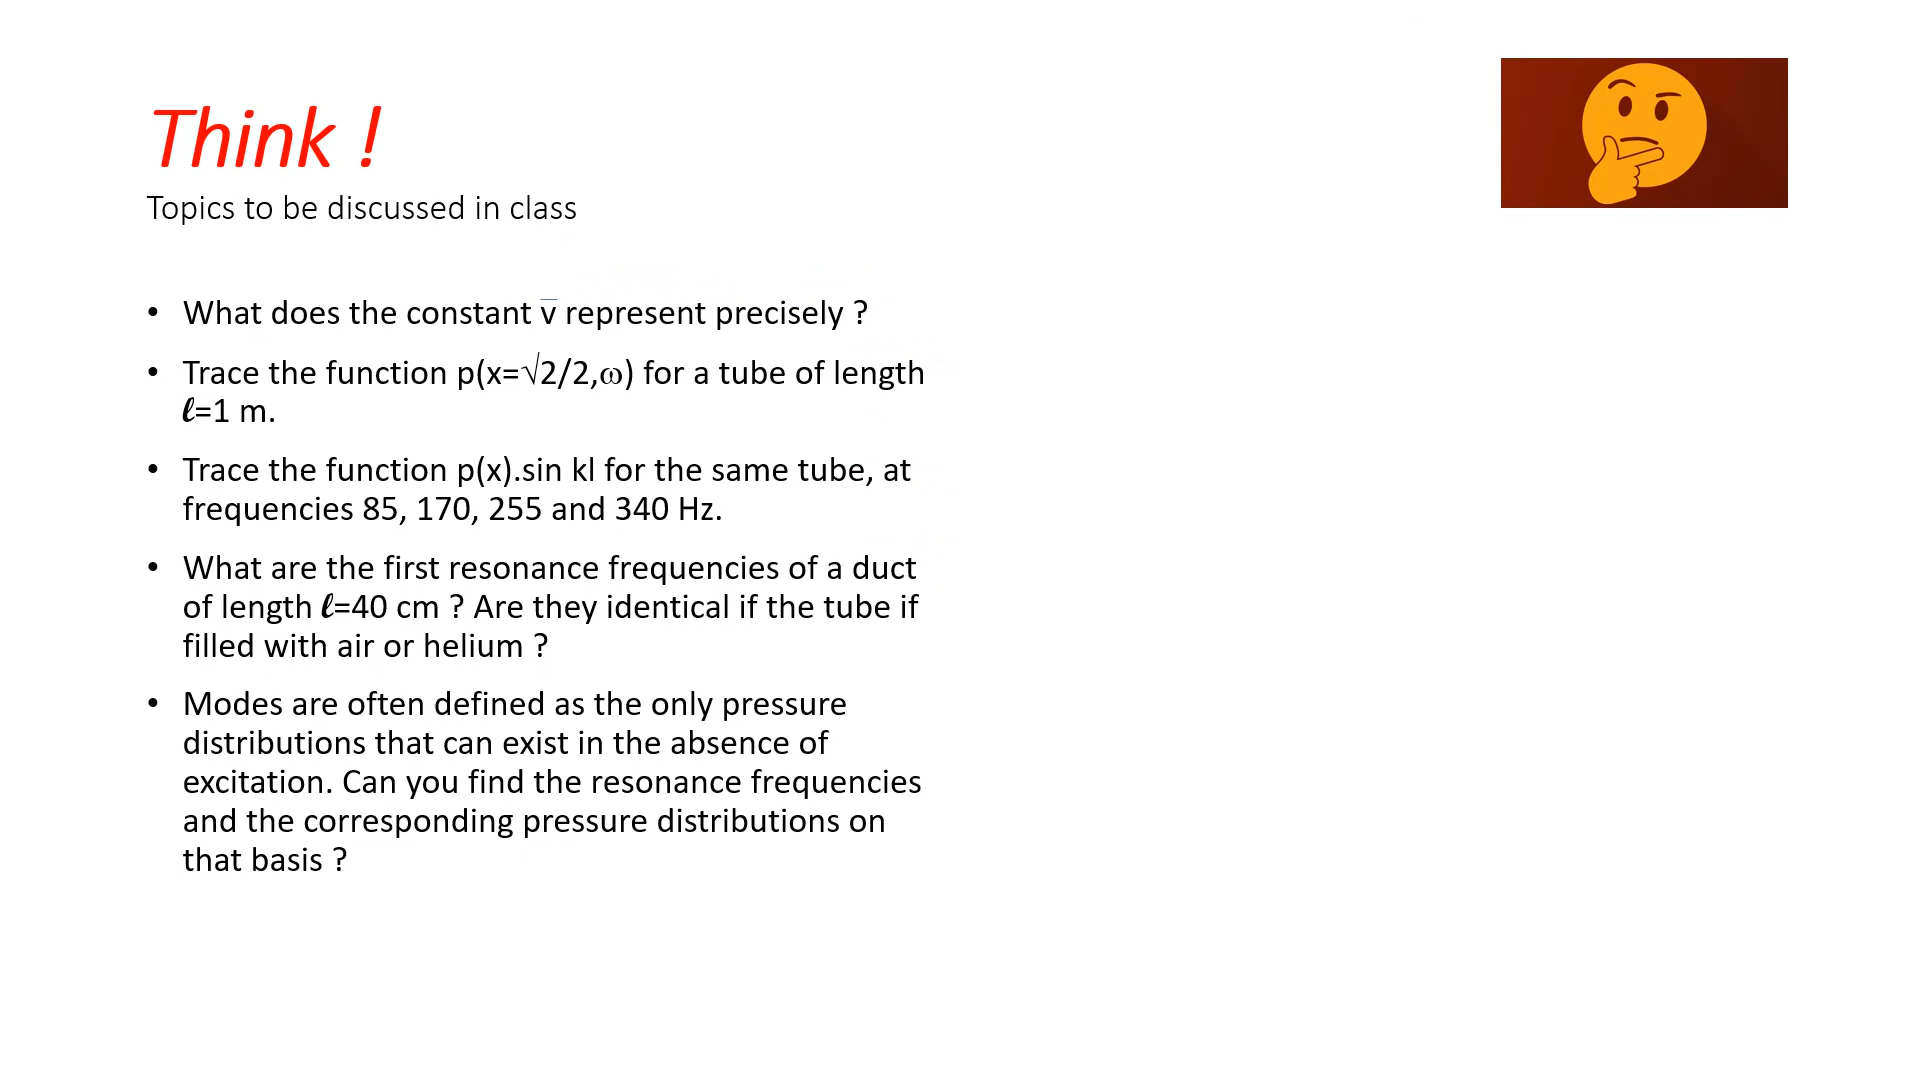 Think !
Topics to be discussed in class
• What does the constant v̅ represent precisely ?
• Trace the function p(x=√2/2,ω) for a tube of length
ℓ=1 m.
• Trace the function p(x).sin kl for the same tube, at
frequencies 85, 170, 255 and 340 Hz.
• What are the first resonance frequencies of a duct
of length ℓ=40 cm ? Are they identical if the tube if
filled with air or helium ?
• Modes are often defined as the only pressure
distributions that can exist in the absence of
excitation. Can you find the resonance frequencies
and the corresponding pressure distributions on
that basis ?